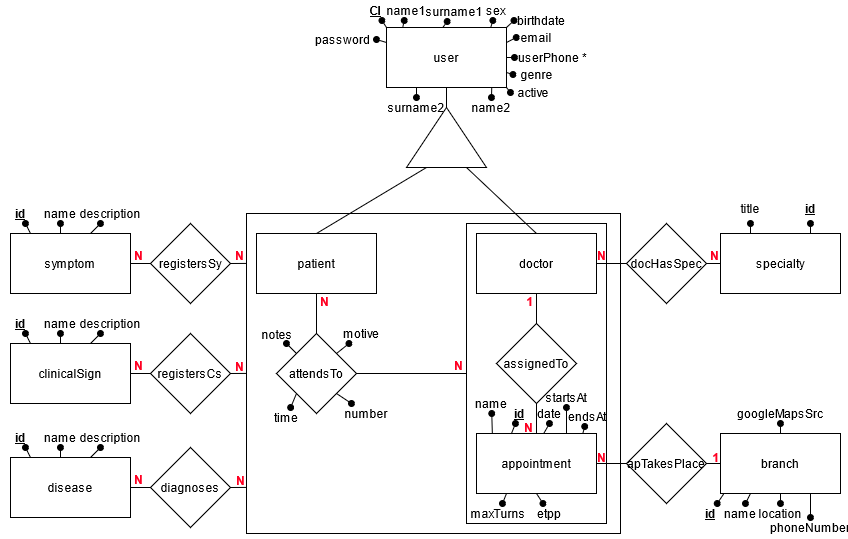 CI name1 surname1 sex
birthdate
password
email
user
userPhone *
genre
active
surname2 name2
id name description
title id
symptom
N registersSy N
patient
doctor
N docHasSpec N
specialty
N
1
id name description
notes motive
clinicalSign
N registersCs N
attendsTo
N
assignedTo
time number
name id date startsAt endsAt
N
googleMapsSrc
id name description
appointment
N apTakesPlace 1
branch
disease
N diagnoses N
maxTurns etpp
id name location
phoneNumber